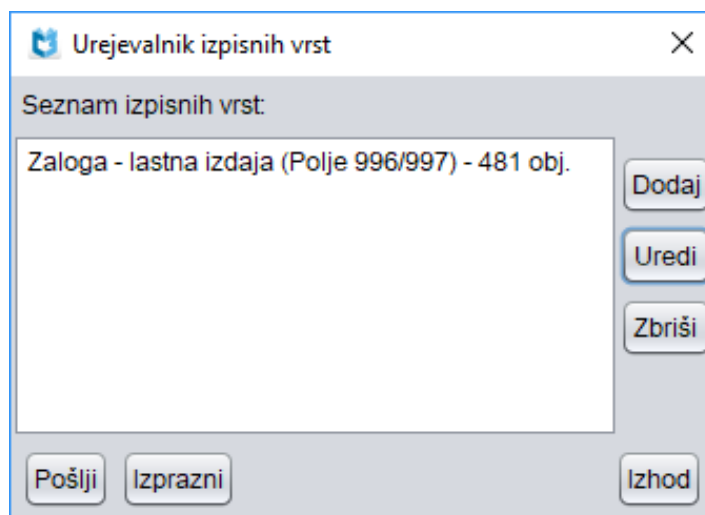 Urejevalnik izpisnih vrst
Seznam izpisnih vrst:
Zaloga - lastna izdaja (Polje 996/997) - 481 obj.
Dodaj
Uredi
Zbriši
Pošlji Izprazni Izhod